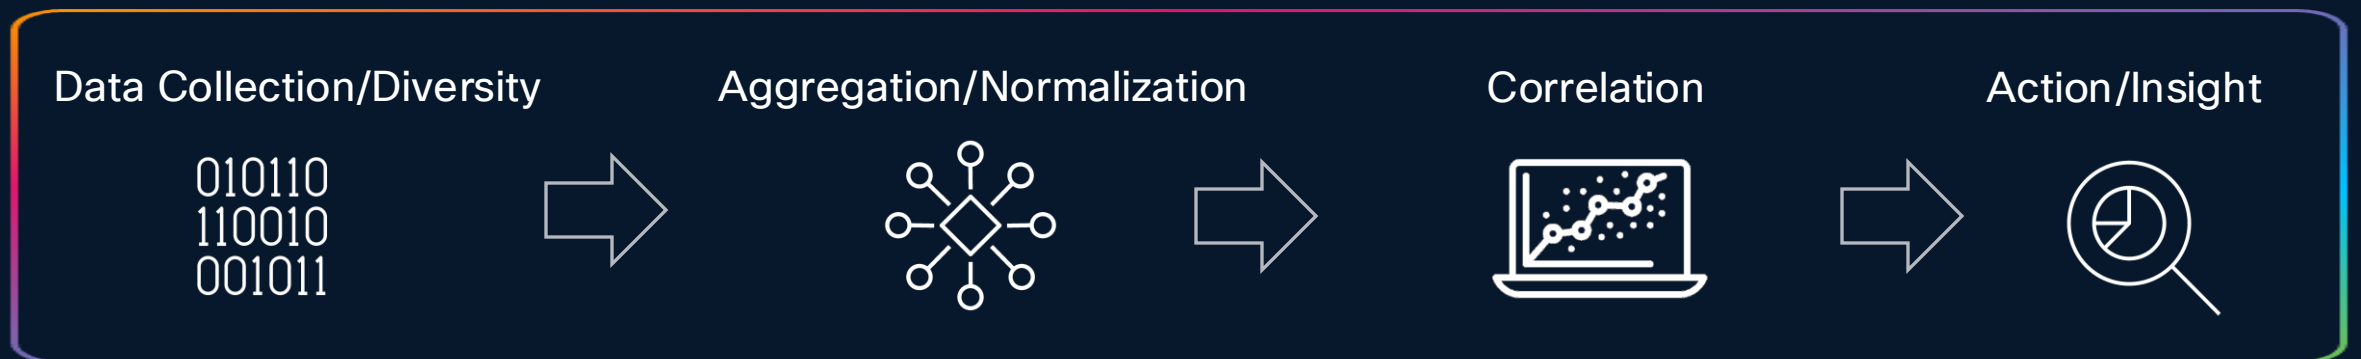 Data Collection/Diversity
Aggregation/Normalization
Correlation
Action/Insight
010110
110010
001011